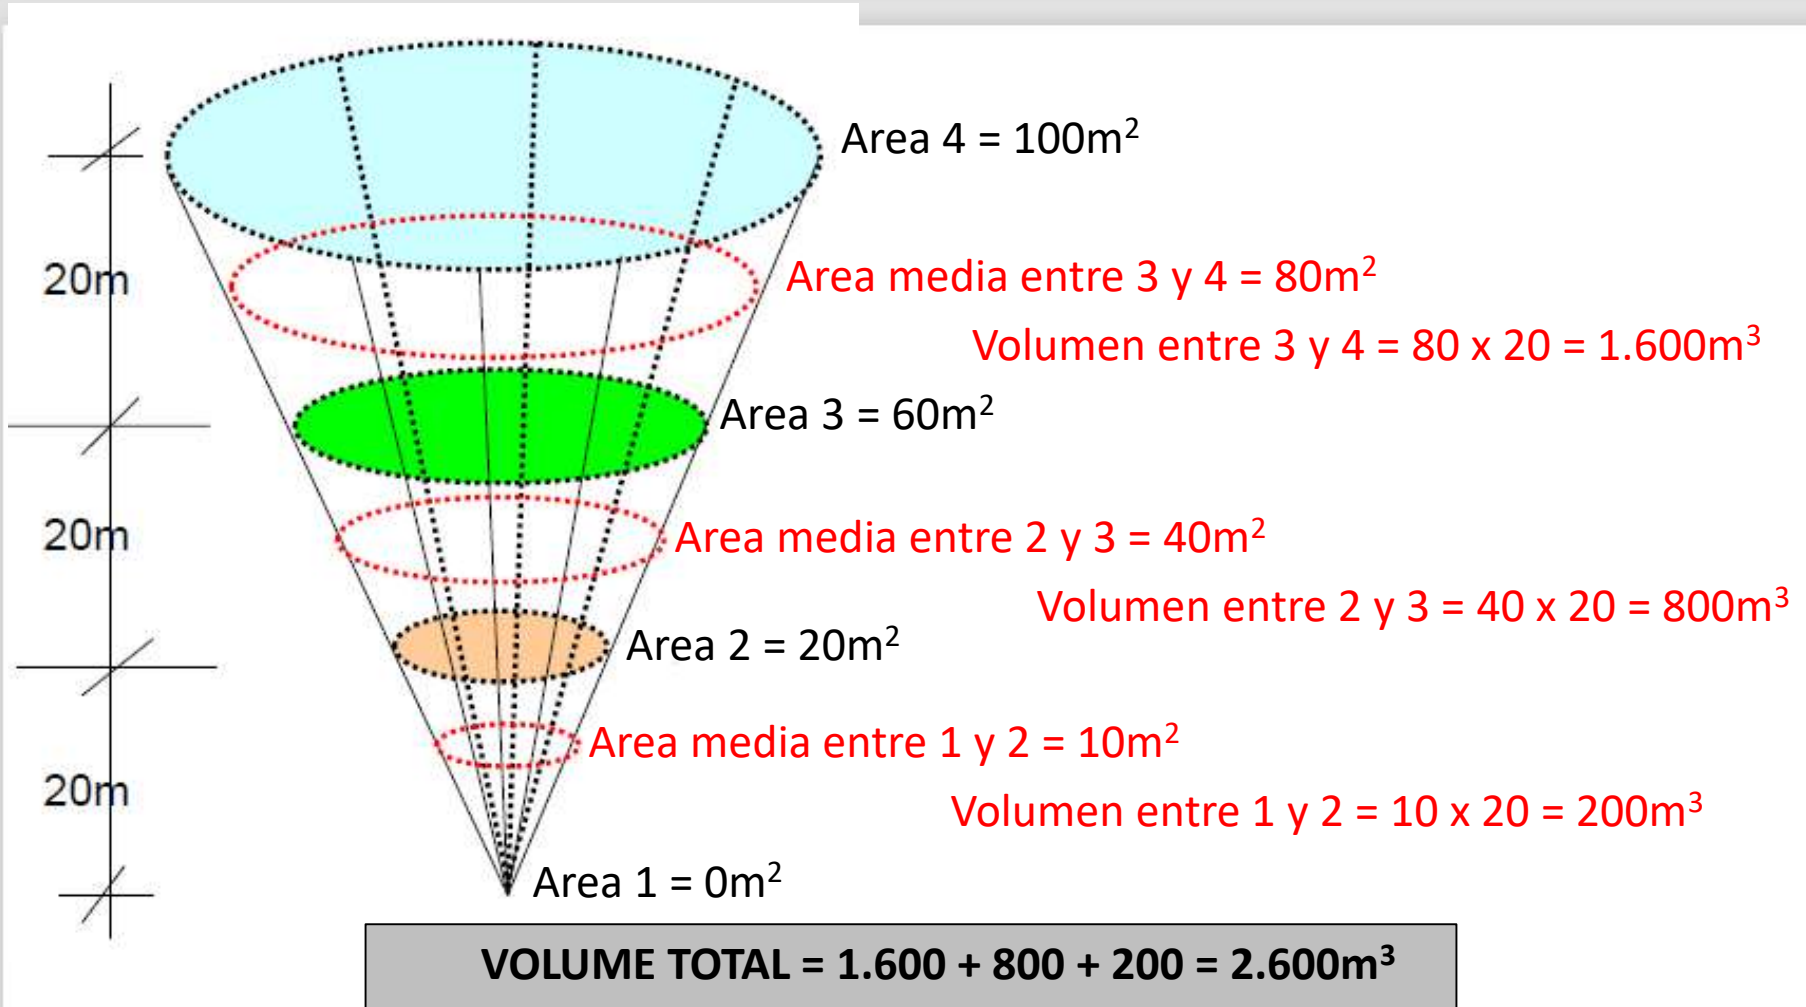 Area 4 = 100m²
20m
Area media entre 3 y 4 = 80m²
Volumen entre 3 y 4 = 80 x 20 = 1.600m³
Area 3 = 60m²
20m
Area media entre 2 y 3 = 40m²
Volumen entre 2 y 3 = 40 x 20 = 800m³
Area 2 = 20m²
Area media entre 1 y 2 = 10m²
20m
Volumen entre 1 y 2 = 10 x 20 = 200m³
Area 1 = 0m²
VOLUME TOTAL = 1.600 + 800 + 200 = 2.600m³